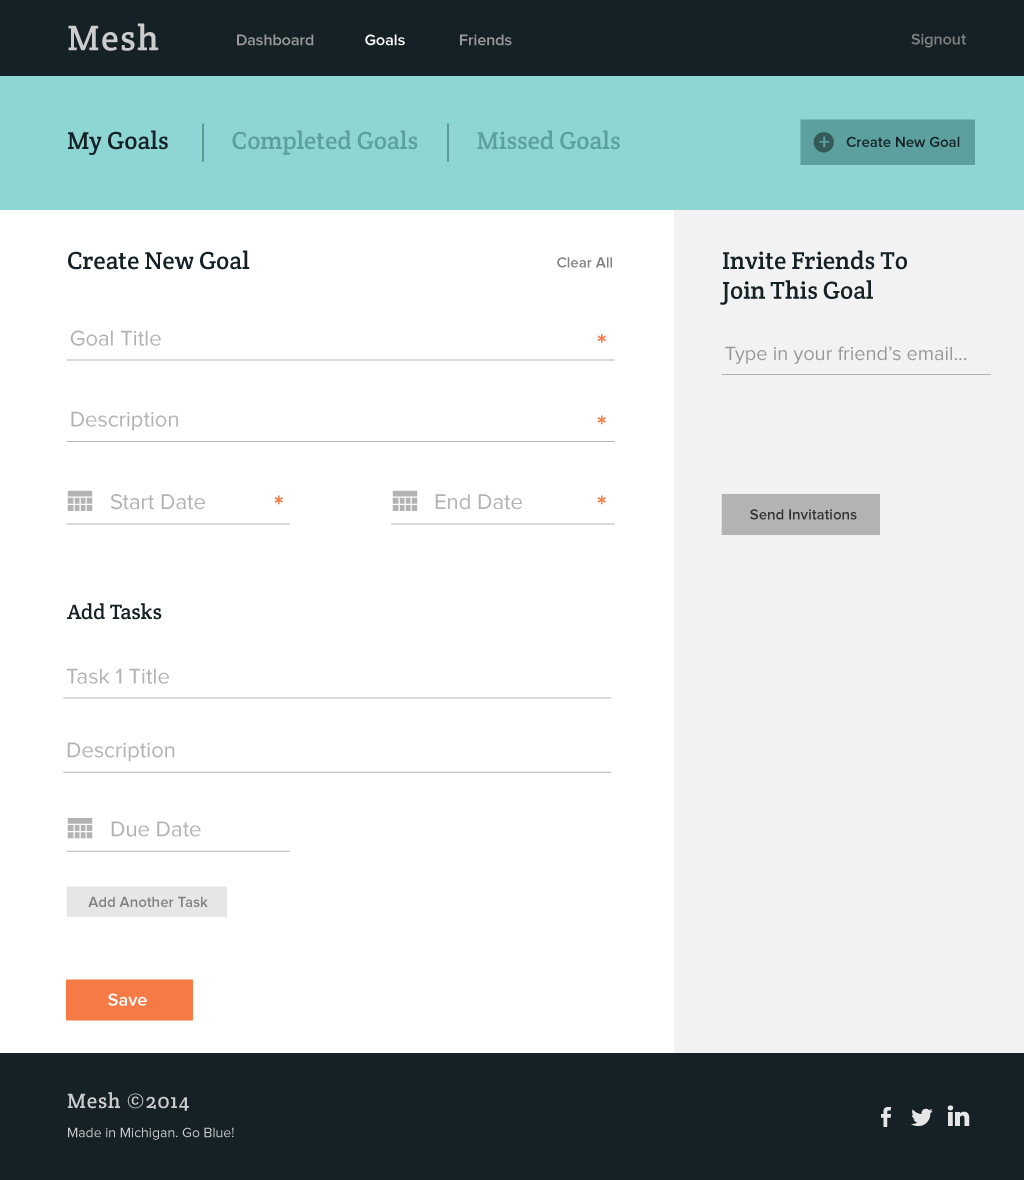 Mesh
Dashboard
Goals
Friends
Signout
My Goals
Completed Goals
Missed Goals
Create New Goal
Create New Goal
Clear All
Goal Title *
Description *
Start Date *
End Date *
Add Tasks
Task 1 Title
Description
Due Date
Add Another Task
Save
Invite Friends To
Join This Goal
Type in your friend’s email...
Send Invitations
Mesh ©2014
Made in Michigan. Go Blue!